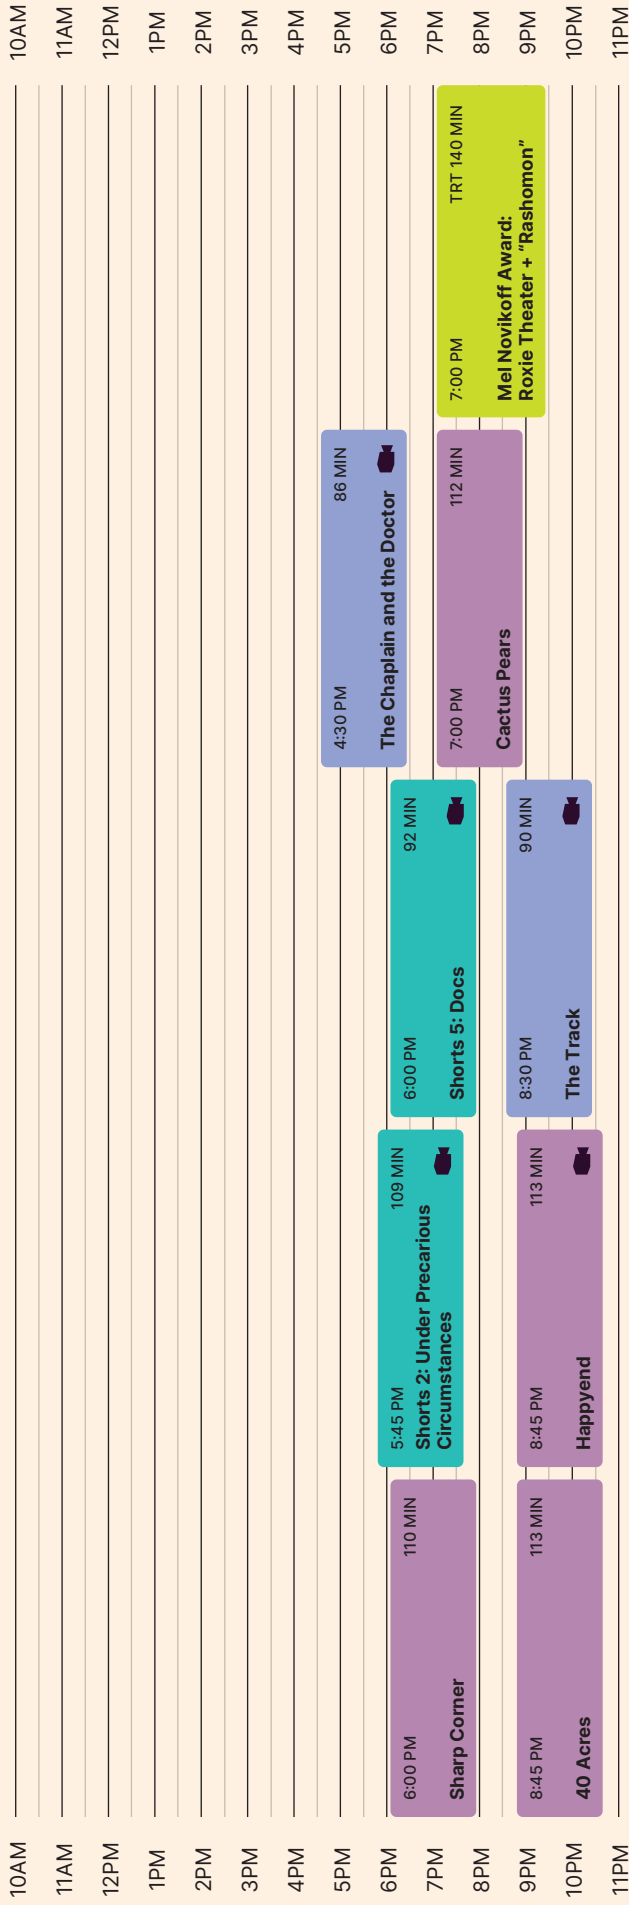 10AM
11AM
12PM
1PM
2PM
3PM
4PM
5PM
6PM
7PM
8PM
9PM
10PM
11PM
6:00 PM
110 MIN
Sharp Corner
8:45 PM
113 MIN
40 Acres
5:45 PM
109 MIN
Shorts 2: Under Precarious
Circumstances
8:45 PM
113 MIN
Happyend
6:00 PM
92 MIN
Shorts 5: Docs
8:30 PM
90 MIN
The Track
4:30 PM
86 MIN
The Chaplain and the Doctor
7:00 PM
112 MIN
Cactus Pears
7:00 PM
TRT 140 MIN
Mel Novikoff Award:
Roxie Theater + “Rashomon”
10AM
11AM
12PM
1PM
2PM
3PM
4PM
5PM
6PM
7PM
8PM
9PM
10PM
11PM